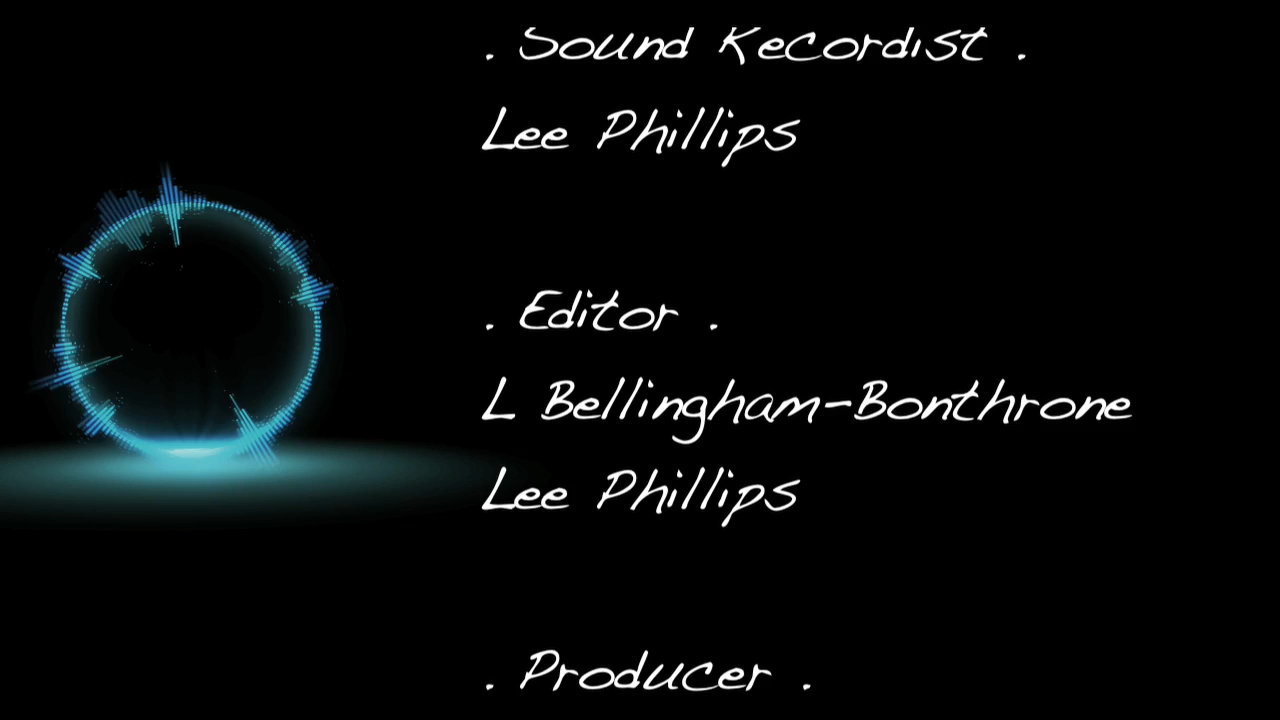 . Sound Recordist .
Lee Phillips
. Editor .
L Bellingham-Bonthrone
Lee Phillips
. Producer .